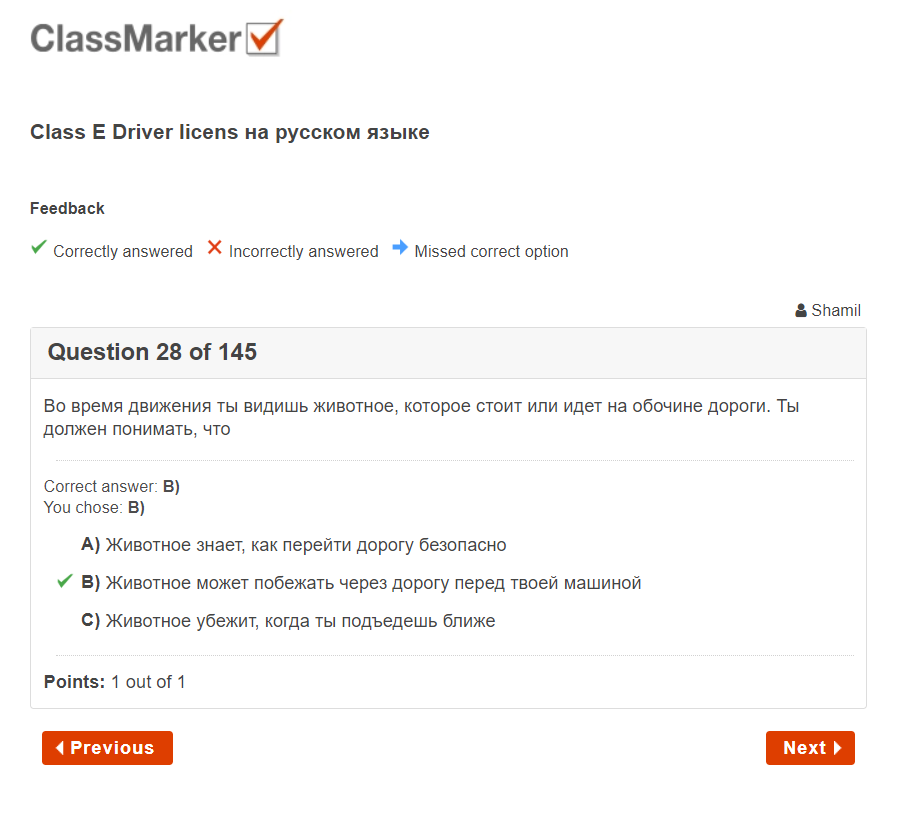 ClassMarker
Class E Driver licens на русском языке
Feedback
Correctly answered Incorrectly answered Missed correct option
Shamil
Question 28 of 145
Во время движения ты видишь животное, которое стоит или идет на обочине дороги. Ты
должен понимать, что
Correct answer: B)
You chose: B)
A) Животное знает, как перейти дорогу безопасно
B) Животное может побежать через дорогу перед твоей машиной
C) Животное убежит, когда ты подъедешь ближе
Points: 1 out of 1
Previous Next